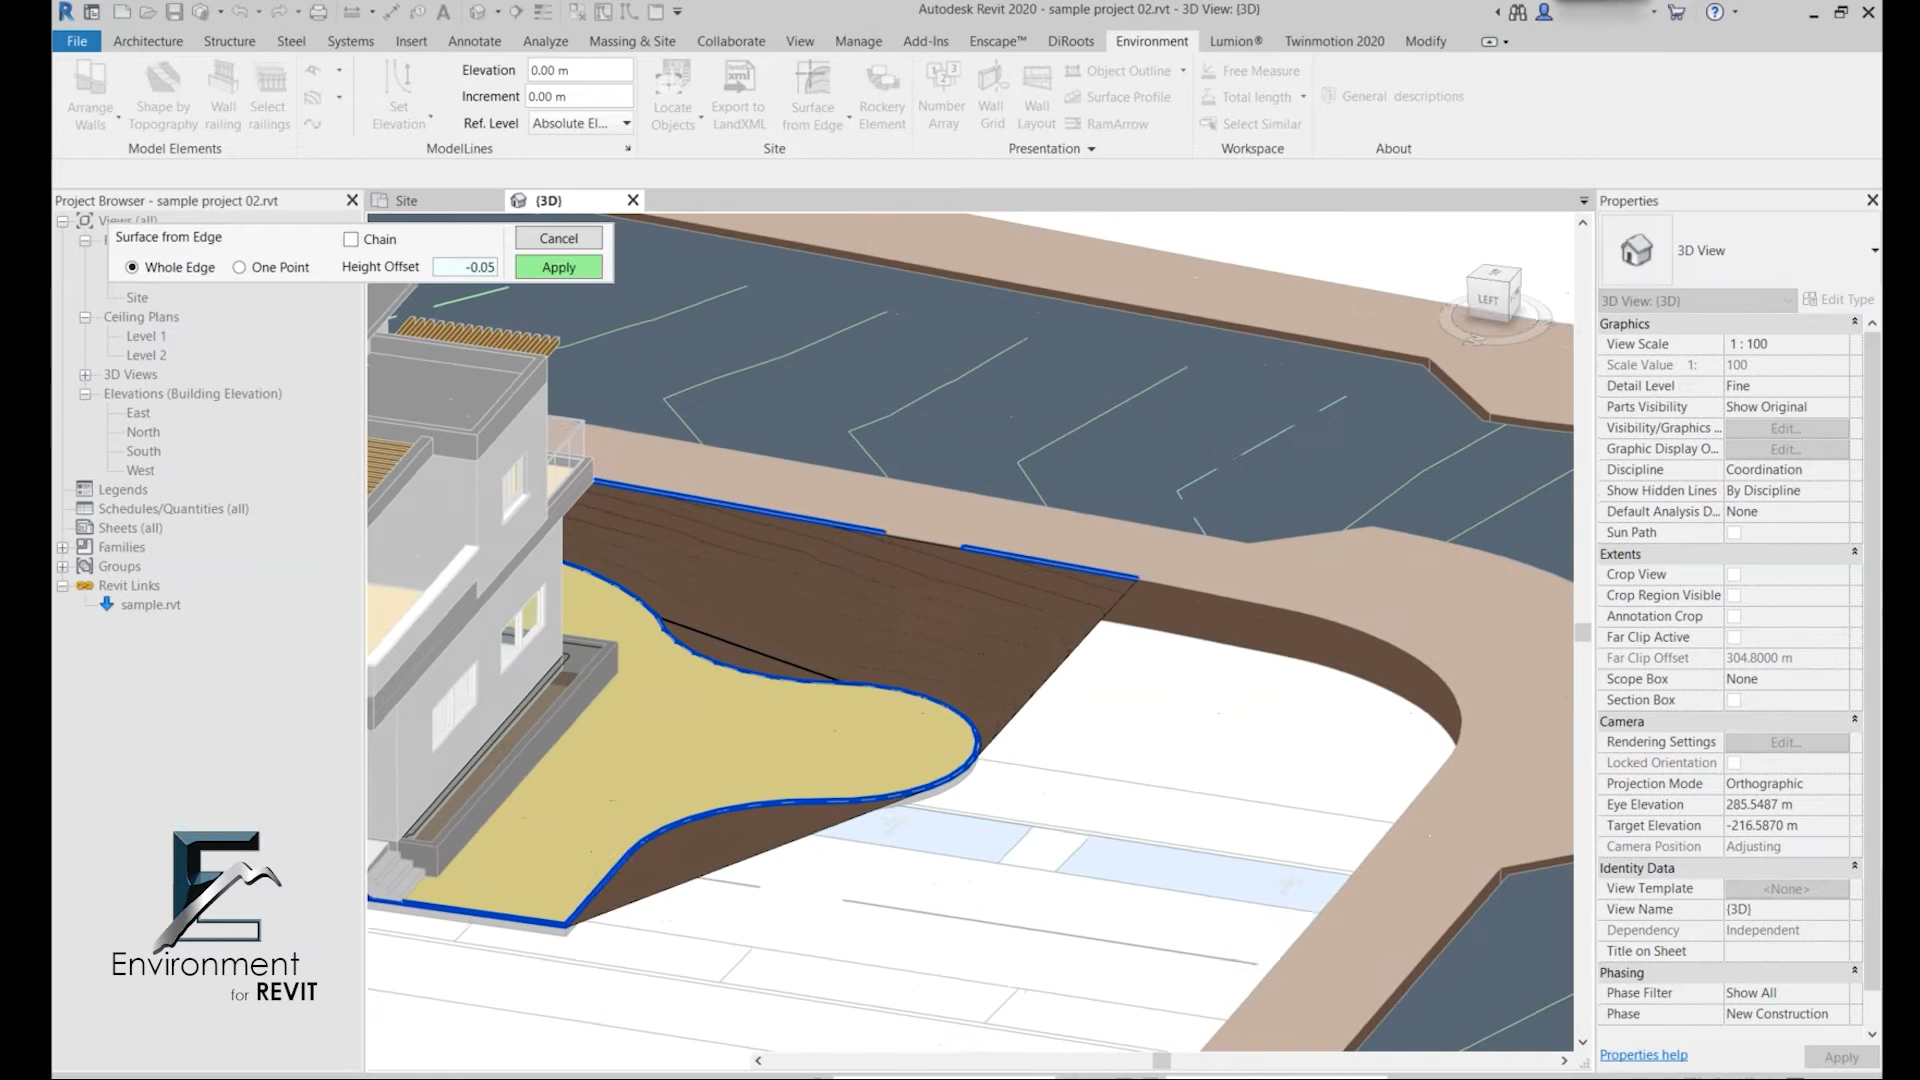 Autodesk Revit 2020 - sample project 02.rvt - 3D View: {3D}
File Architecture Structure Steel Systems Insert Annotate Analyze Massing & Site Collaborate View Manage Add-Ins Enscape™ DiRoots Environment Lumion® Twinmotion 2020 Modify
Arrange Walls
Shape by Topography
Wall railing
Select railings
Model Elements
Set Elevation
Elevation 0.00 m
Increment 0.00 m
Ref. Level Absolute El...
ModelLines
Locate Objects
Export to LandXML
Surface from Edge
Rockery Element
Site
Number Array
Wall Grid
Wall Layout
Object Outline
Surface Profile
RamArrow
Presentation
Free Measure
Total length
Select Similar
Workspace
General descriptions
About
Project Browser - sample project 02.rvt
Views (all)
Surface from Edge
Chain
Cancel
Whole Edge
One Point
Height Offset -0.05
Apply
Site
Ceiling Plans
Level 1
Level 2
3D Views
Elevations (Building Elevation)
East
North
South
West
Legends
Schedules/Quantities (all)
Sheets (all)
Families
Groups
Revit Links
sample.rvt
Environment
for REVIT
Site
{3D}
LEFT
Properties
3D View
3D View: {3D} Edit Type
Graphics
View Scale 1 : 100
Scale Value 1: 100
Detail Level Fine
Parts Visibility Show Original
Visibility/Graphics ... Edit...
Graphic Display O... Edit...
Discipline Coordination
Show Hidden Lines By Discipline
Default Analysis D... None
Sun Path
Extents
Crop View
Crop Region Visible
Annotation Crop
Far Clip Active
Far Clip Offset 304.8000 m
Scope Box None
Section Box
Camera
Rendering Settings Edit...
Locked Orientation
Projection Mode Orthographic
Eye Elevation 285.5487 m
Target Elevation -216.5870 m
Camera Position Adjusting
Identity Data
View Template <None>
View Name {3D}
Dependency Independent
Title on Sheet
Phasing
Phase Filter Show All
Phase New Construction
Properties help Apply